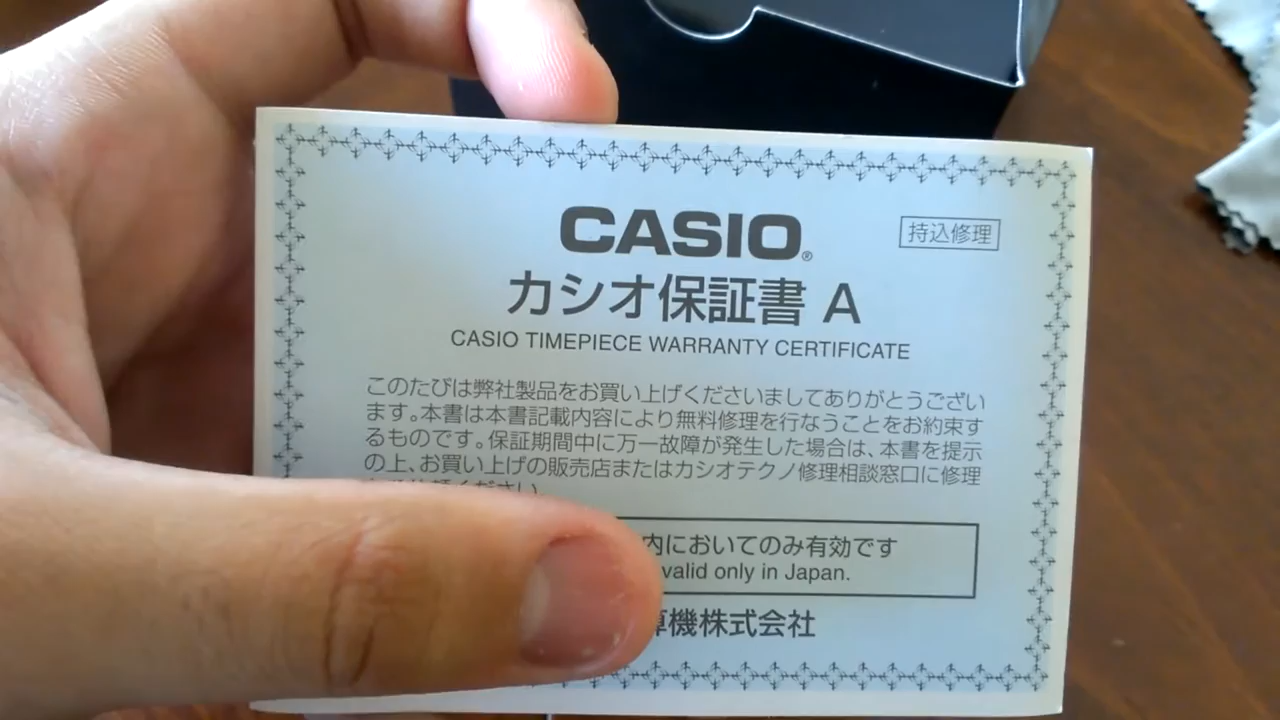 CASIO®
持込修理
カシオ保証書 A
CASIO TIMEPIECE WARRANTY CERTIFICATE
このたびは弊社製品をお買い上げくださいましてありがとうござい
ます。本書は本書記載内容により無料修理を行なうことをお約束す
るものです。保証期間中に万一故障が発生した場合は、本書を提示
の上、お買い上げの販売店またはカシオテクノ修理相談窓口に修理
ください。
内においてのみ有効です
valid only in Japan.
算機株式会社